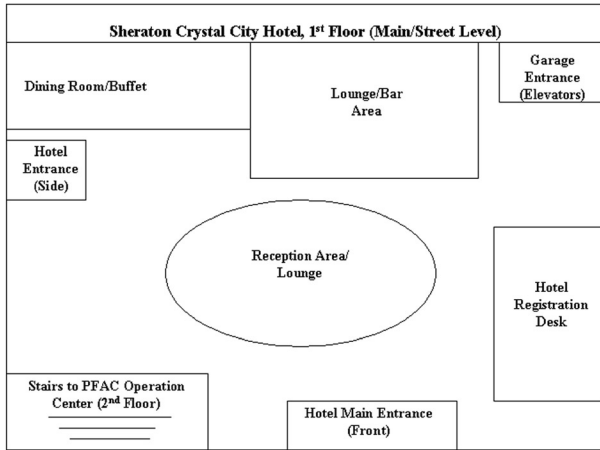 Sheraton Crystal City Hotel, 1st Floor (Main/Street Level)
Dining Room/Buffet
Lounge/Bar
Area
Garage
Entrance
(Elevators)
Hotel
Entrance
(Side)
Reception Area/
Lounge
Hotel
Registration
Desk
Stairs to PFAC Operation
Center (2nd Floor)
Hotel Main Entrance
(Front)